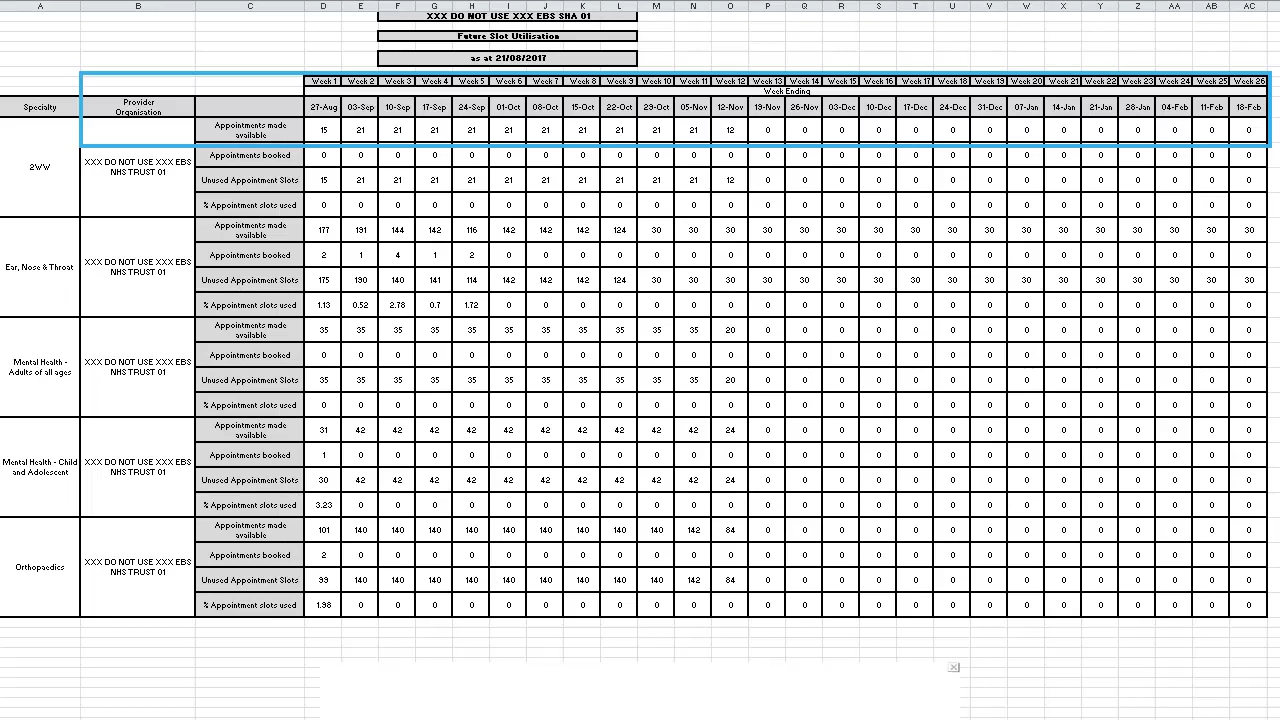 A B C D E F G H I J K L M N O P Q R S T U V W X Y Z AA AB AC
XXX DO NOT USE XXX EBS SHA 01
Future Slot Utilisation
as at 21/08/2017
Week 1 Week 2 Week 3 Week 4 Week 5 Week 6 Week 7 Week 8 Week 9 Week 10 Week 11 Week 12 Week 13 Week 14 Week 15 Week 16 Week 17 Week 18 Week 19 Week 20 Week 21 Week 22 Week 23 Week 24 Week 25 Week 26
Week Ending
Specialty
Provider
Organisation
27-Aug 03-Sep 10-Sep 17-Sep 24-Sep 01-Oct 08-Oct 15-Oct 22-Oct 29-Oct 05-Nov 12-Nov 19-Nov 26-Nov 03-Dec 10-Dec 17-Dec 24-Dec 31-Dec 07-Jan 14-Jan 21-Jan 28-Jan 04-Feb 11-Feb 18-Feb
2WW
XXX DO NOT USE XXX EBS
NHS TRUST 01
Appointments made
available
15 21 21 21 21 21 21 21 21 21 21 12 0 0 0 0 0 0 0 0 0 0 0 0 0 0
Appointments booked 0 0 0 0 0 0 0 0 0 0 0 0 0 0 0 0 0 0 0 0 0 0 0 0 0 0
Unused Appointment Slots 15 21 21 21 21 21 21 21 21 21 21 12 0 0 0 0 0 0 0 0 0 0 0 0 0 0
% Appointment slots used 0 0 0 0 0 0 0 0 0 0 0 0 0 0 0 0 0 0 0 0 0 0 0 0 0 0
Ear, Nose & Throat
XXX DO NOT USE XXX EBS
NHS TRUST 01
Appointments made
available
177 191 144 142 116 142 142 142 124 30 30 30 30 30 30 30 30 30 30 30 30 30 30 30 30 30
Appointments booked 2 1 4 1 2 0 0 0 0 0 0 0 0 0 0 0 0 0 0 0 0 0 0 0 0 0
Unused Appointment Slots 175 190 140 141 114 142 142 142 124 30 30 30 30 30 30 30 30 30 30 30 30 30 30 30 30 30
% Appointment slots used 1.13 0.52 2.78 0.7 1.72 0 0 0 0 0 0 0 0 0 0 0 0 0 0 0 0 0 0 0 0 0
Mental Health -
Adults of all ages
XXX DO NOT USE XXX EBS
NHS TRUST 01
Appointments made
available
35 35 35 35 35 35 35 35 35 35 35 20 0 0 0 0 0 0 0 0 0 0 0 0 0 0
Appointments booked 0 0 0 0 0 0 0 0 0 0 0 0 0 0 0 0 0 0 0 0 0 0 0 0 0 0
Unused Appointment Slots 35 35 35 35 35 35 35 35 35 35 35 20 0 0 0 0 0 0 0 0 0 0 0 0 0 0
% Appointment slots used 0 0 0 0 0 0 0 0 0 0 0 0 0 0 0 0 0 0 0 0 0 0 0 0 0 0
Mental Health - Child
and Adolescent
XXX DO NOT USE XXX EBS
NHS TRUST 01
Appointments made
available
31 42 42 42 42 42 42 42 42 42 42 24 0 0 0 0 0 0 0 0 0 0 0 0 0 0
Appointments booked 1 0 0 0 0 0 0 0 0 0 0 0 0 0 0 0 0 0 0 0 0 0 0 0 0 0
Unused Appointment Slots 30 42 42 42 42 42 42 42 42 42 42 24 0 0 0 0 0 0 0 0 0 0 0 0 0 0
% Appointment slots used 3.23 0 0 0 0 0 0 0 0 0 0 0 0 0 0 0 0 0 0 0 0 0 0 0 0 0
Orthopaedics
XXX DO NOT USE XXX EBS
NHS TRUST 01
Appointments made
available
101 140 140 140 140 140 140 140 140 140 142 84 0 0 0 0 0 0 0 0 0 0 0 0 0 0
Appointments booked 2 0 0 0 0 0 0 0 0 0 0 0 0 0 0 0 0 0 0 0 0 0 0 0 0 0
Unused Appointment Slots 99 140 140 140 140 140 140 140 140 140 142 84 0 0 0 0 0 0 0 0 0 0 0 0 0 0
% Appointment slots used 1.98 0 0 0 0 0 0 0 0 0 0 0 0 0 0 0 0 0 0 0 0 0 0 0 0 0